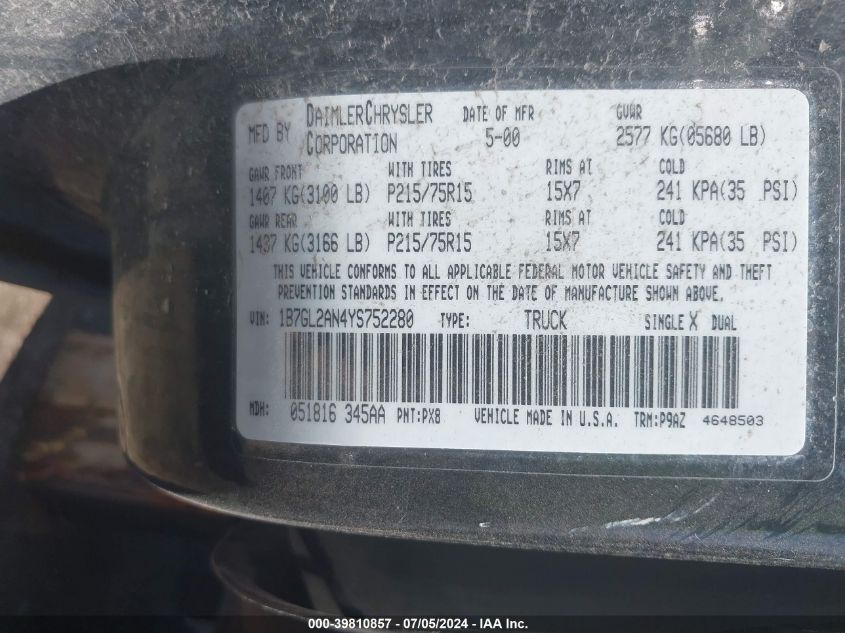 MFD BY DAIMLERCHRYSLER CORPORATION DATE OF MFR 5-00 GVWR 2577 KG(05680 LB)
GAWR FRONT WITH TIRES RIMS AT COLD
1407 KG(3100 LB) P215/75R15 15X7 241 KPA(35 PSI)
GAWR REAR WITH TIRES RIMS AT COLD
1437 KG(3166 LB) P215/75R15 15X7 241 KPA(35 PSI)
THIS VEHICLE CONFORMS TO ALL APPLICABLE FEDERAL MOTOR VEHICLE SAFETY AND THEFT
PREVENTION STANDARDS IN EFFECT ON THE DATE OF MANUFACTURE SHOWN ABOVE.
VIN: 1B7GL2AN4YS752280 TYPE: TRUCK SINGLE X DUAL
MDH: 051816 345AA PNT:PX8 VEHICLE MADE IN U.S.A. TRM:P9AZ 4648503
000-39810857 - 07/05/2024 - IAA Inc.